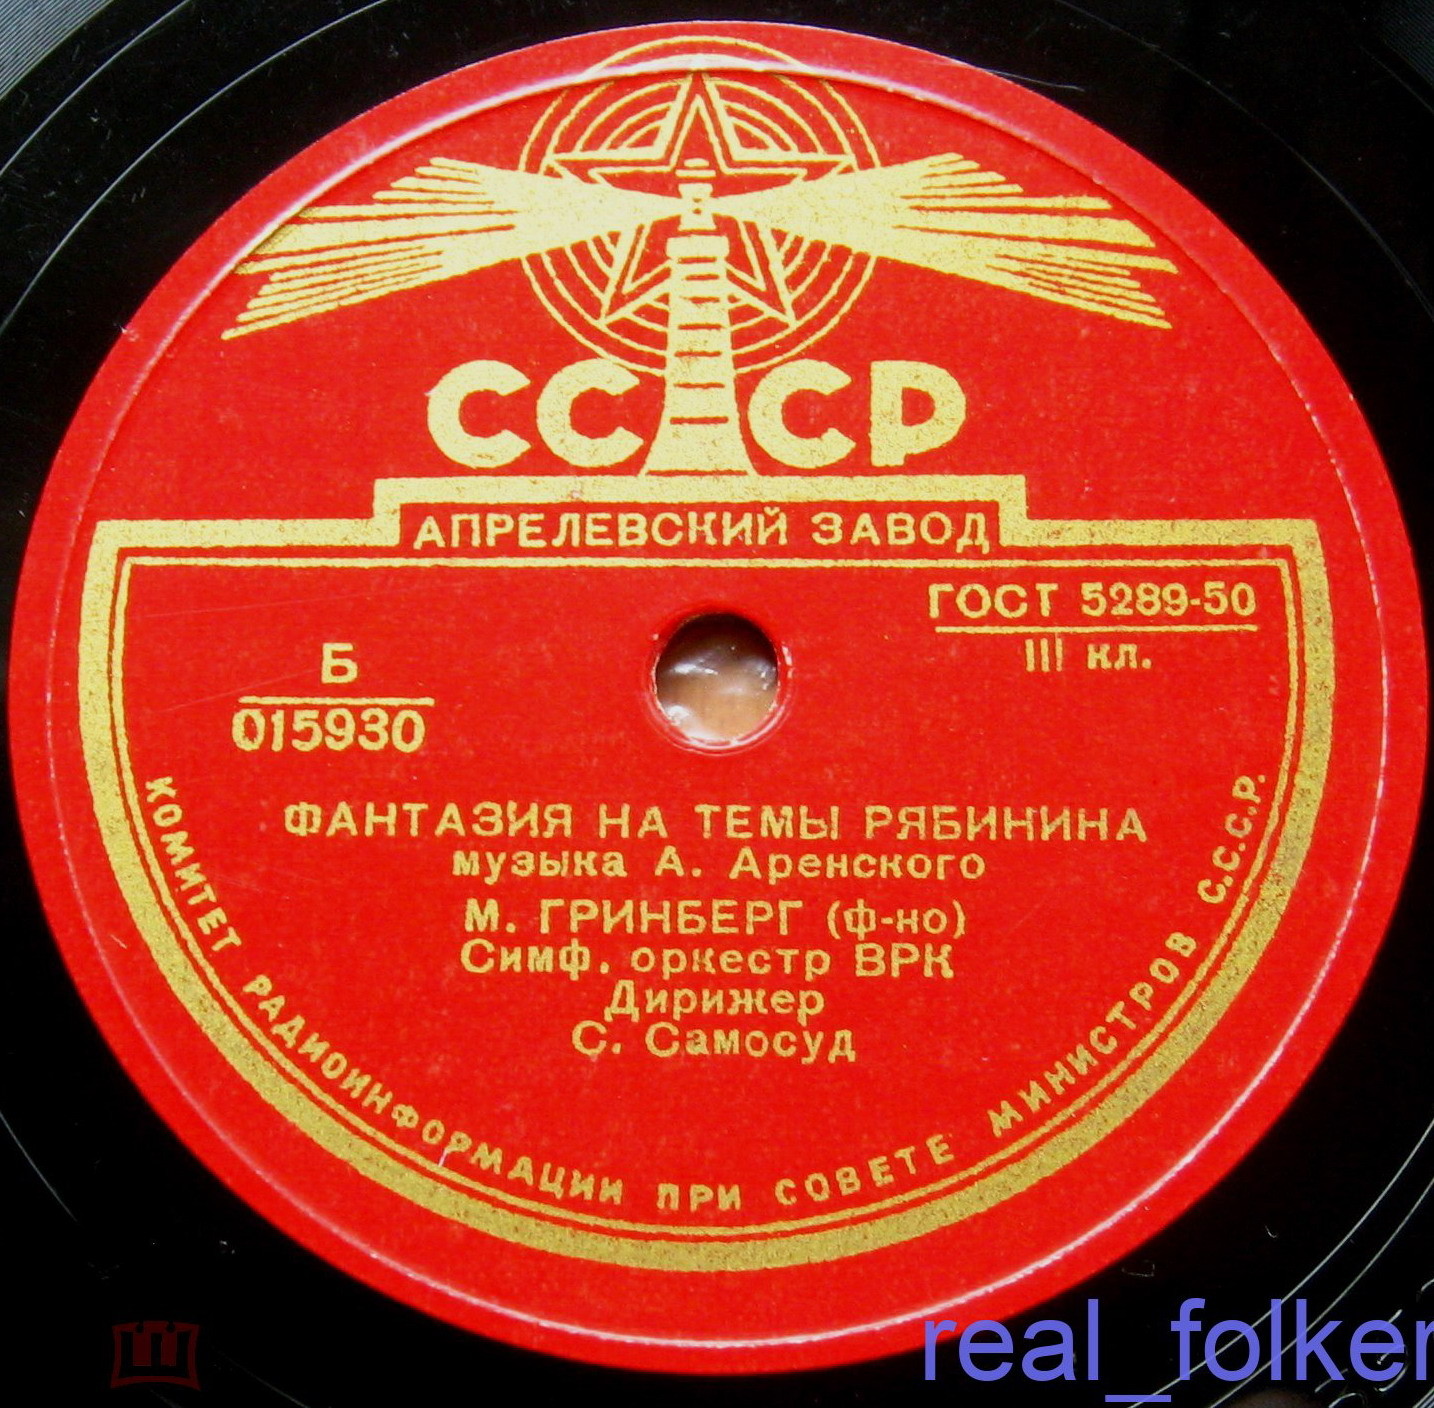 СССР
АПРЕЛЕВСКИЙ ЗАВОД
ГОСТ 5289-50
III кл.
Б
015930
ФАНТАЗИЯ НА ТЕМЫ РЯБИНИНА
музыка А. Аренского
М. ГРИНБЕРГ (ф-но)
Симф. оркестр ВРК
Дирижер
С. Самосуд
КОМИТЕТ РАДИОИНФОРМАЦИИ ПРИ СОВЕТЕ МИНИСТРОВ С.С.С.Р.
real_folker